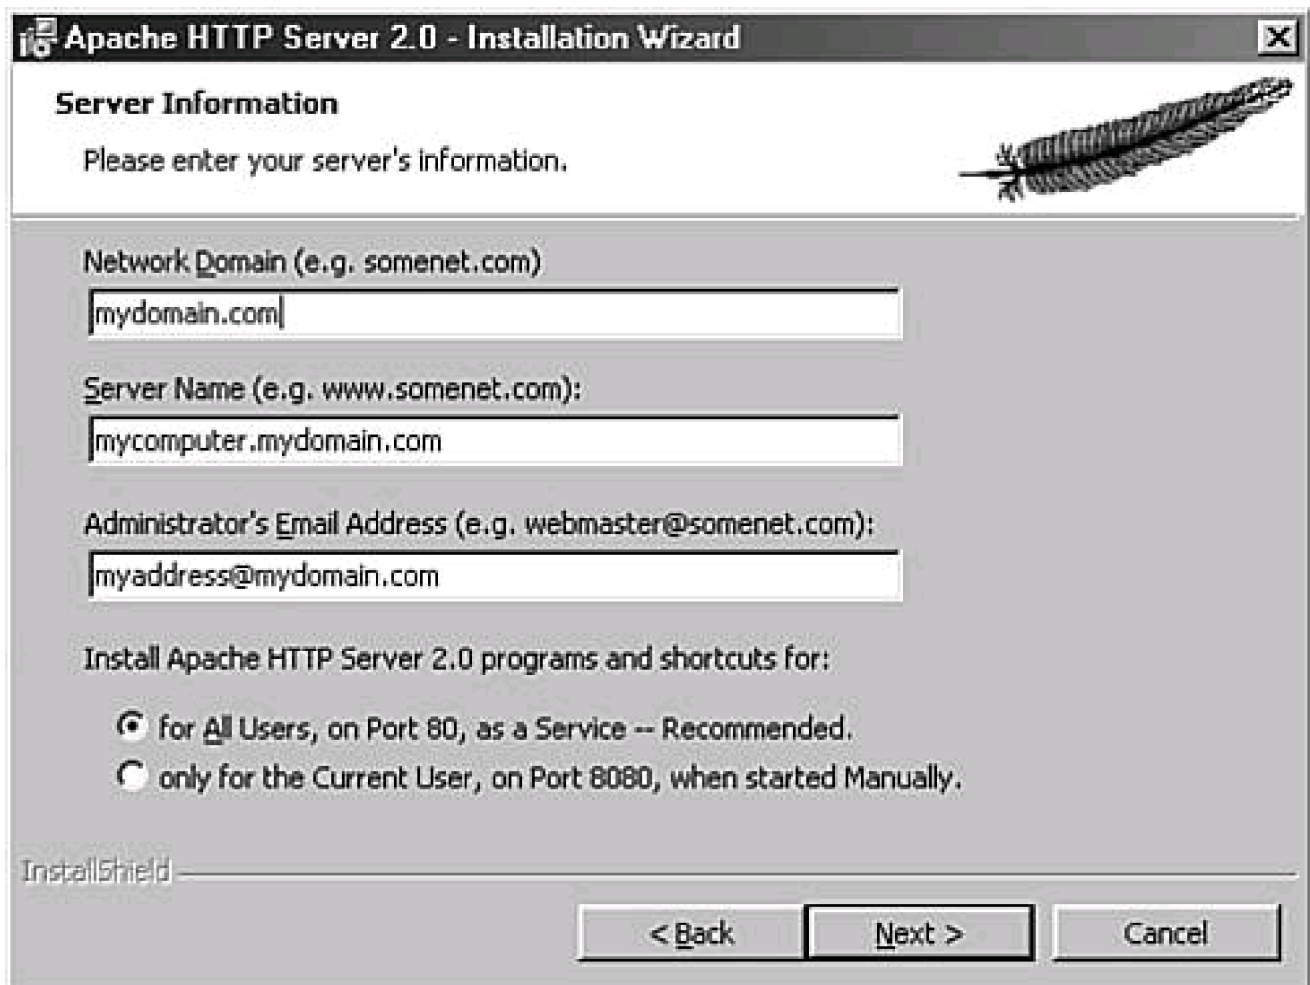 Apache HTTP Server 2.0 - Installation Wizard
Server Information
Please enter your server's information.
Network Domain (e.g. somenet.com)
mydomain.com
Server Name (e.g. www.somenet.com):
mycomputer.mydomain.com
Administrator's Email Address (e.g. webmaster@somenet.com):
myaddress@mydomain.com
Install Apache HTTP Server 2.0 programs and shortcuts for:
for All Users, on Port 80, as a Service -- Recommended.
only for the Current User, on Port 8080, when started Manually.
InstallShield
< Back Next > Cancel